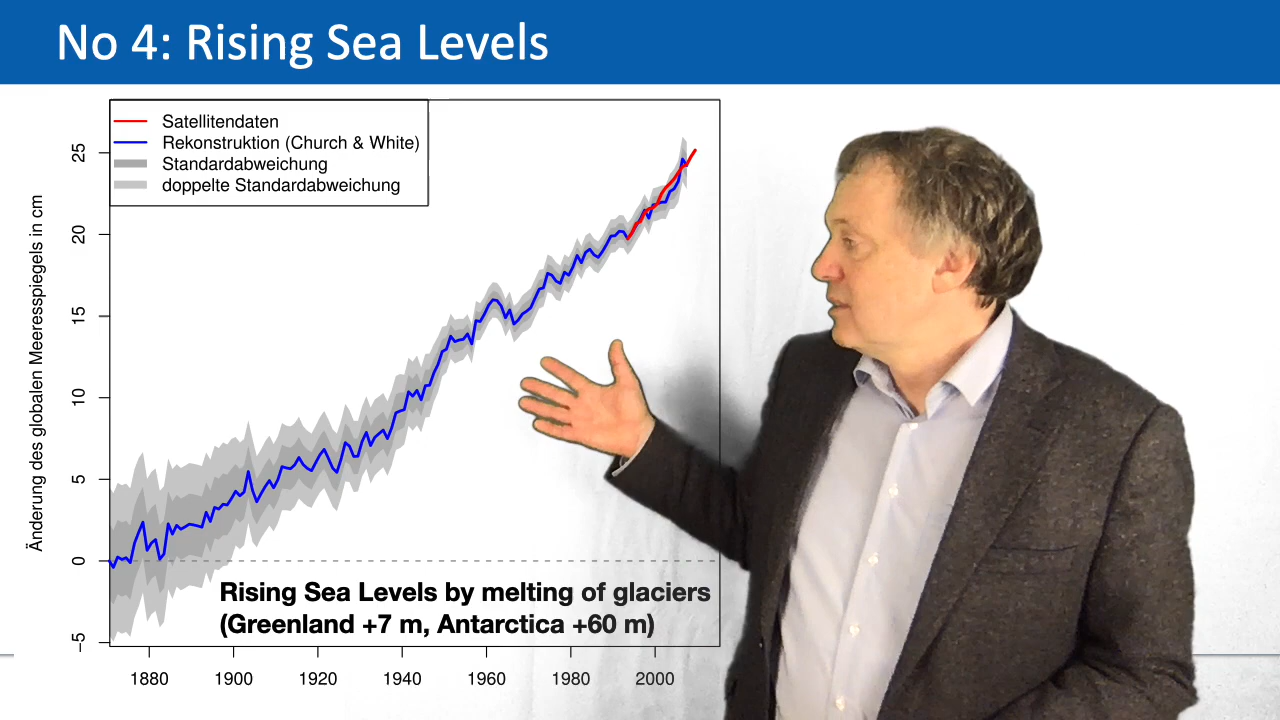 No 4: Rising Sea Levels
Satellitendaten
Rekonstruktion (Church & White)
Standardabweichung
doppelte Standardabweichung
Änderung des globalen Meeresspiegels in cm
25
20
15
10
5
0
−5
Rising Sea Levels by melting of glaciers
(Greenland +7 m, Antarctica +60 m)
1880 1900 1920 1940 1960 1980 2000